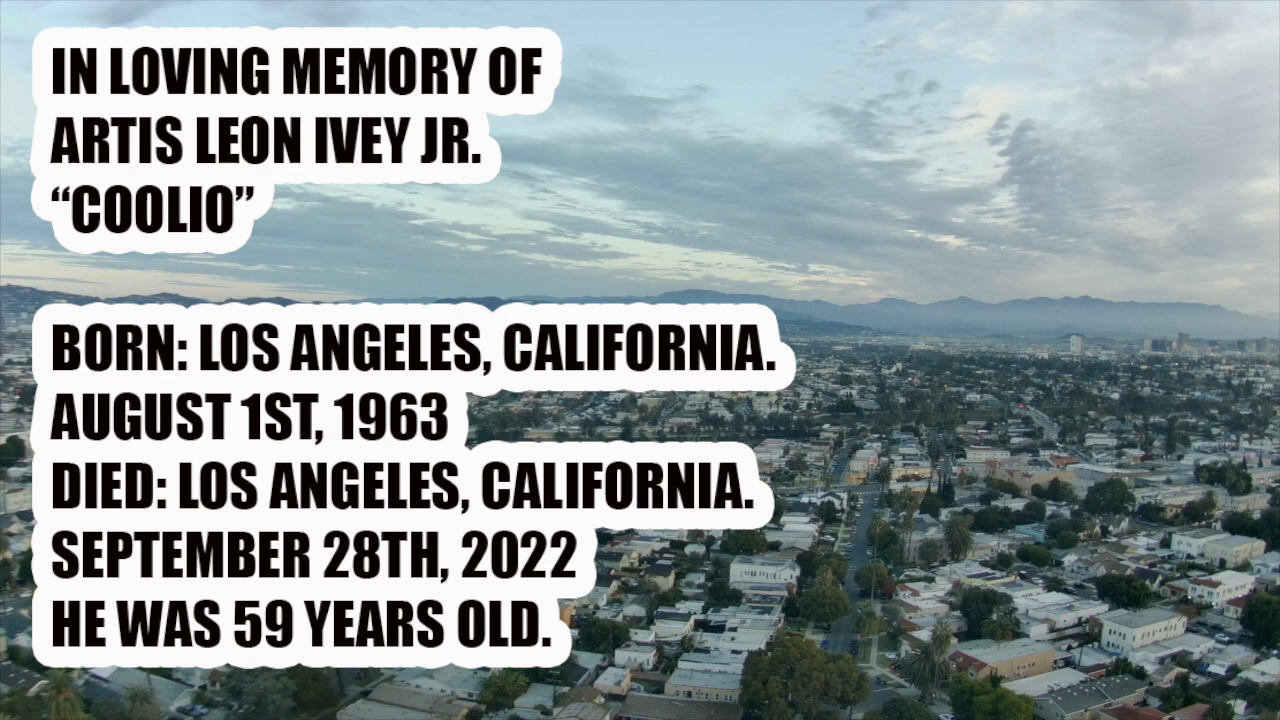 IN LOVING MEMORY OF
ARTIS LEON IVEY JR.
“COOLIO”
BORN: LOS ANGELES, CALIFORNIA.
AUGUST 1ST, 1963
DIED: LOS ANGELES, CALIFORNIA.
SEPTEMBER 28TH, 2022
HE WAS 59 YEARS OLD.